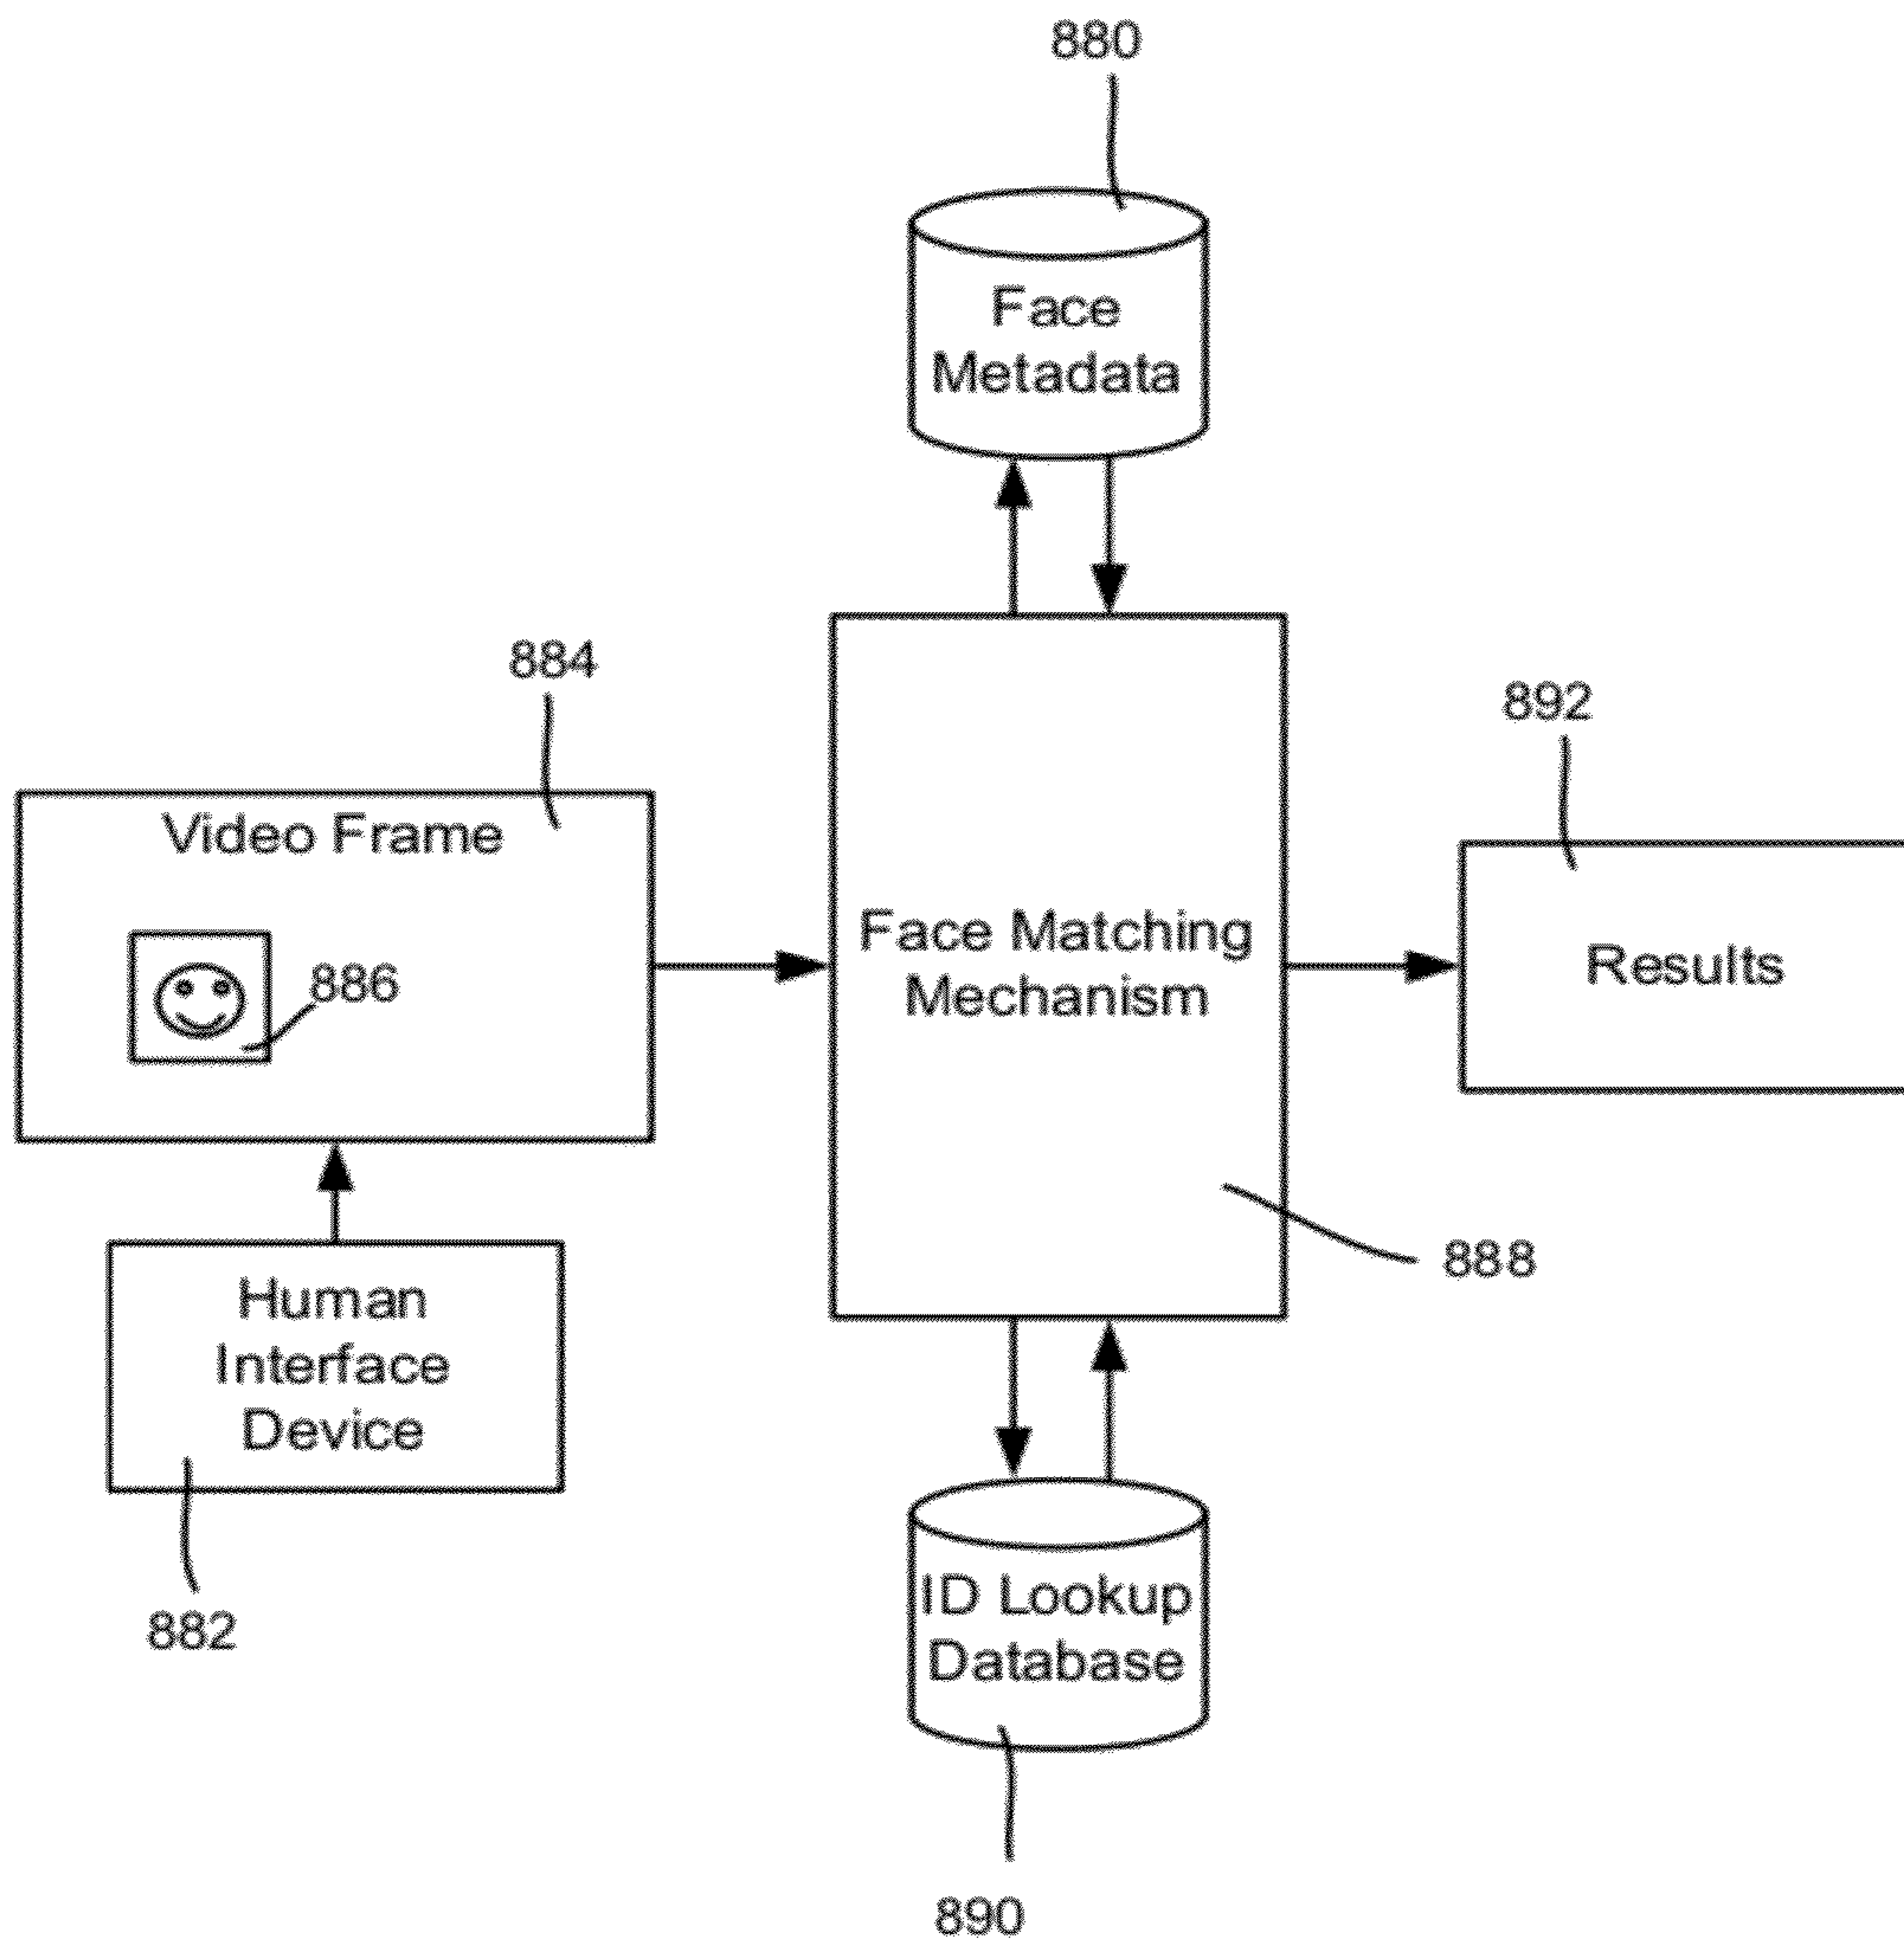 880
Face
Metadata
884
892
Video Frame
886
Face Matching
Mechanism
Results
888
Human
Interface
Device
882
ID Lookup
Database
890